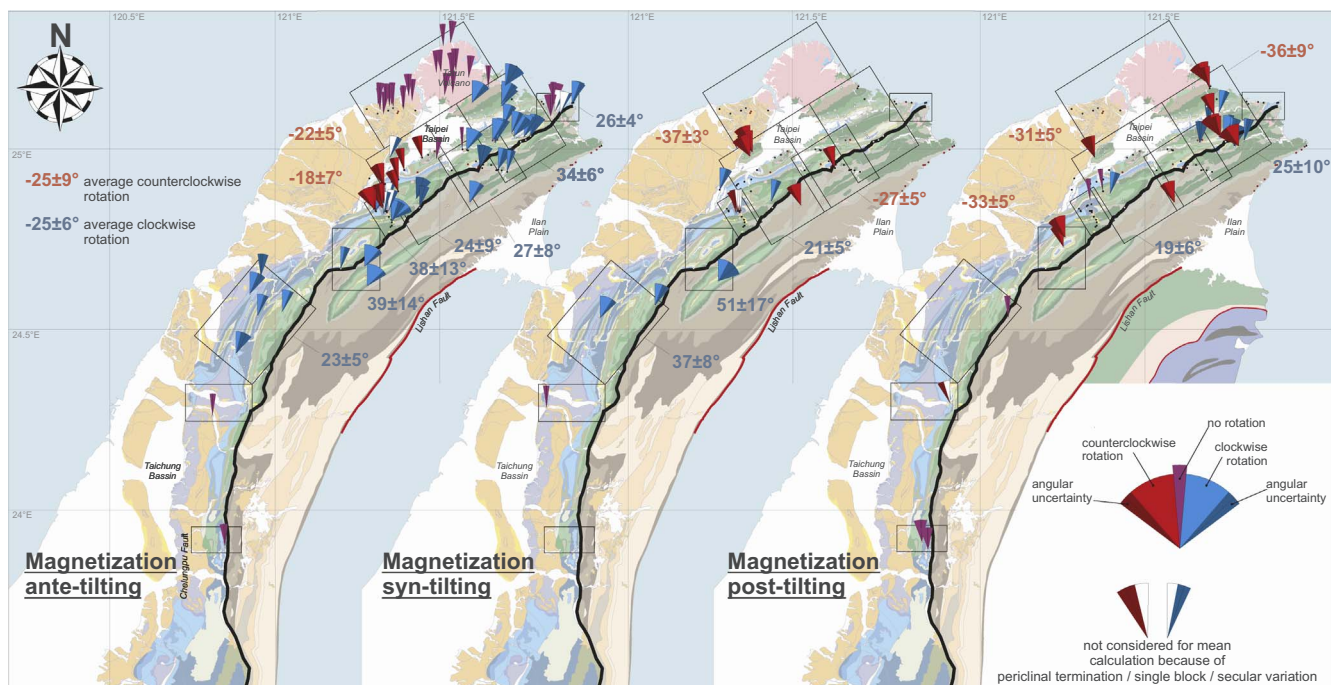 120.5°E
121°E
121.5°E
121°E
121.5°E
121°E
121.5°E
N
25°E
24.5°E
24°E
-22±5°
-18±7°
-25±9° average counterclockwise
rotation
-25±6° average clockwise
rotation
Tatun
Volcano
Taipei
Bassin
26±4°
34±6°
Ilan
Plain
24±9°
27±8°
38±13°
39±14°
23±5°
Lishan Fault
Taichung
Bassin
Chelungpu Fault
Magnetization
ante-tilting
-37±3°
Taipei
Bassin
-27±5°
Ilan
Plain
21±5°
51±17°
37±8°
Lishan Fault
Taichung
Bassin
Magnetization
syn-tilting
-36±9°
-31±5°
Taipei
Bassin
25±10°
-33±5°
Ilan
Plain
19±6°
Lishan Fault
Taichung
Bassin
Magnetization
post-tilting
no rotation
counterclockwise
rotation
clockwise
rotation
angular
uncertainty
angular
uncertainty
not considered for mean
calculation because of
periclinal termination / single block / secular variation